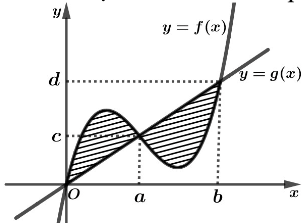 y
y = f(x)
d
y = g(x)
c
O
a
b
x